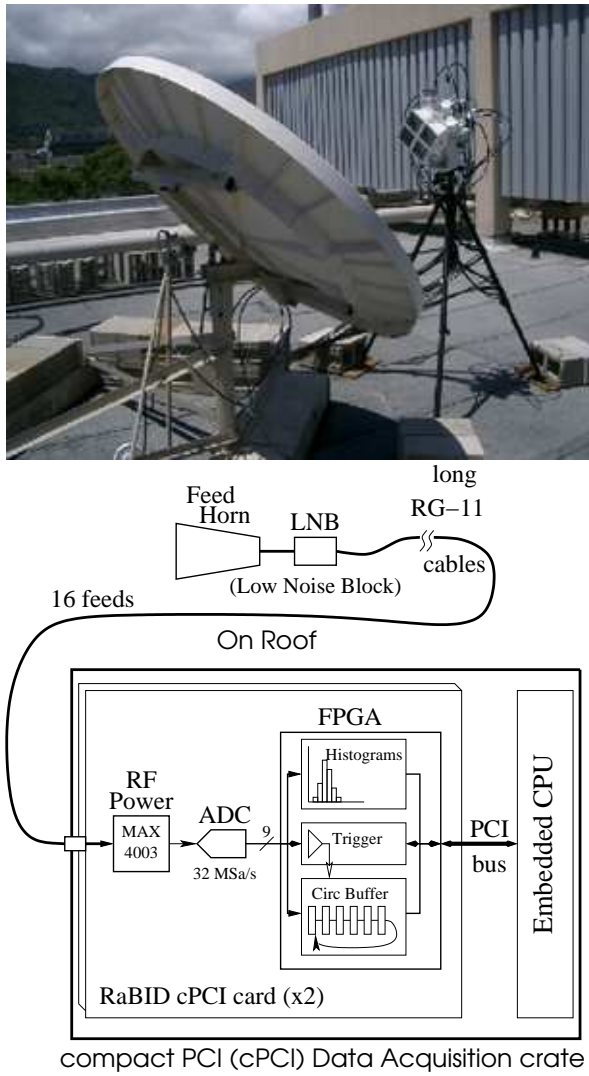 long
Feed
Horn
LNB
RG−11
cables
(Low Noise Block)
16 feeds
On Roof
FPGA
Histograms
RF
Power
ADC
MAX
4003
9
Trigger
PCI
bus
32 MSa/s
Circ Buffer
Embedded CPU
RaBID cPCI card (x2)
compact PCI (cPCI) Data Acquisition crate